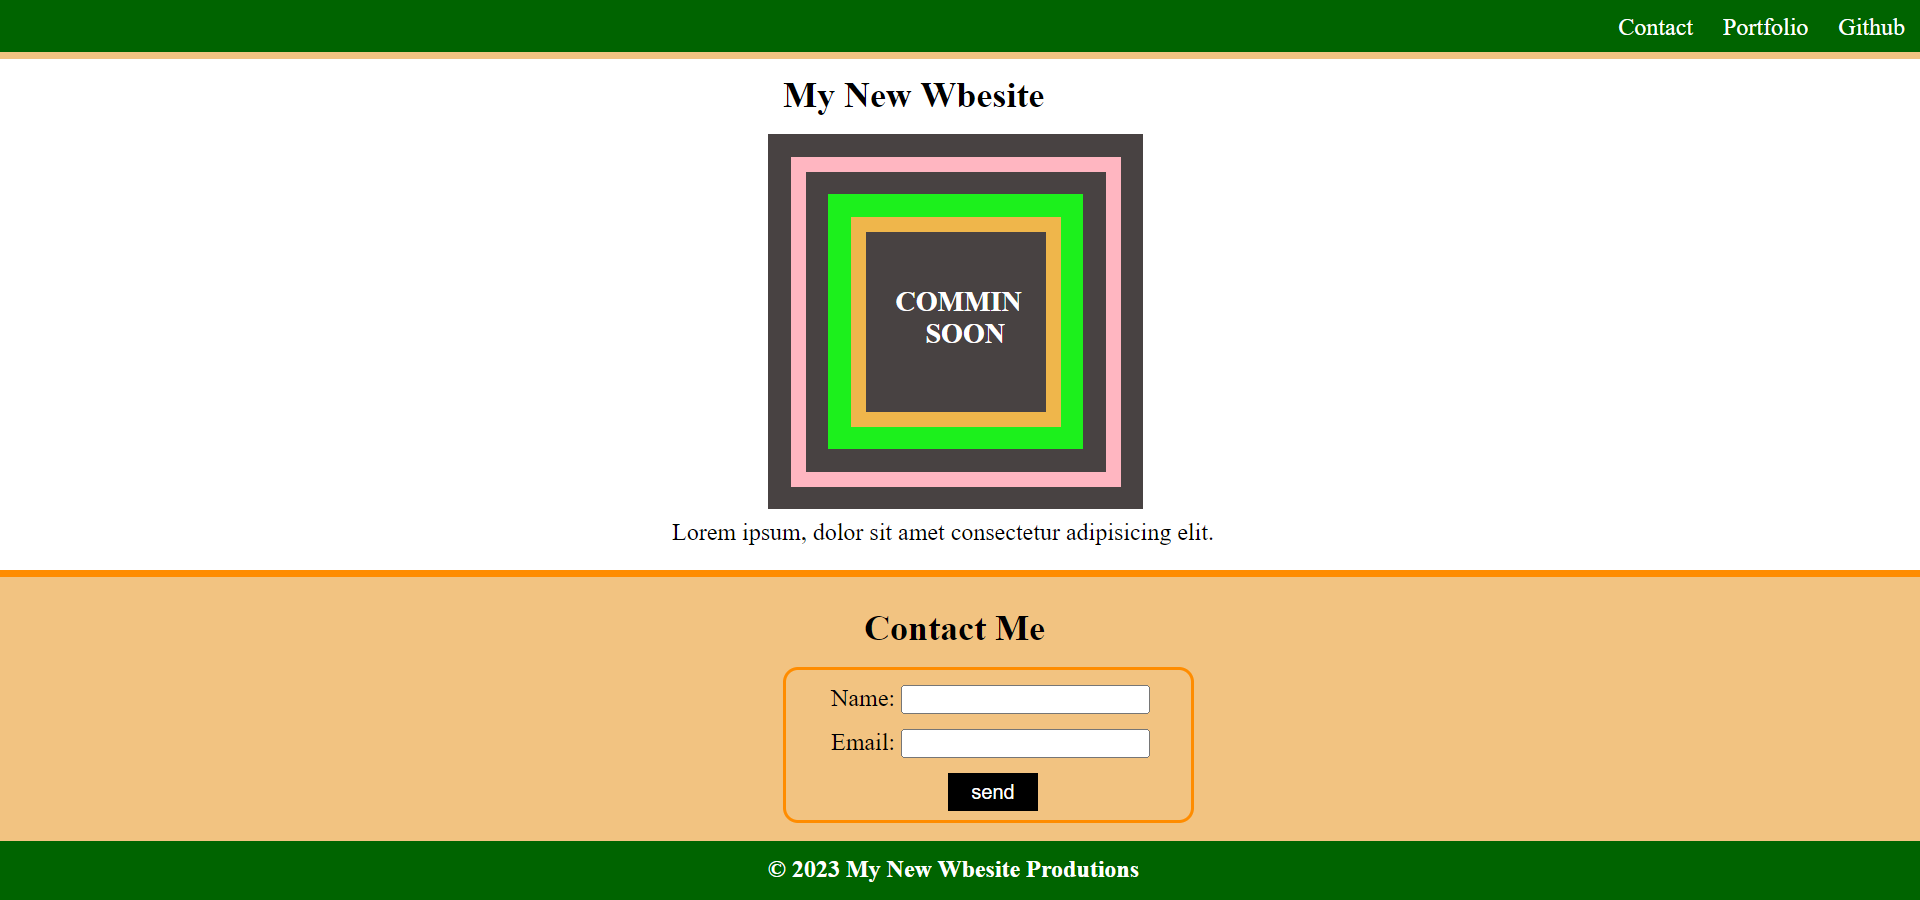 Contact Portfolio Github
My New Wbesite
COMMIN
SOON
Lorem ipsum, dolor sit amet consectetur adipisicing elit.
Contact Me
Name:
Email:
send
© 2023 My New Wbesite Produtions